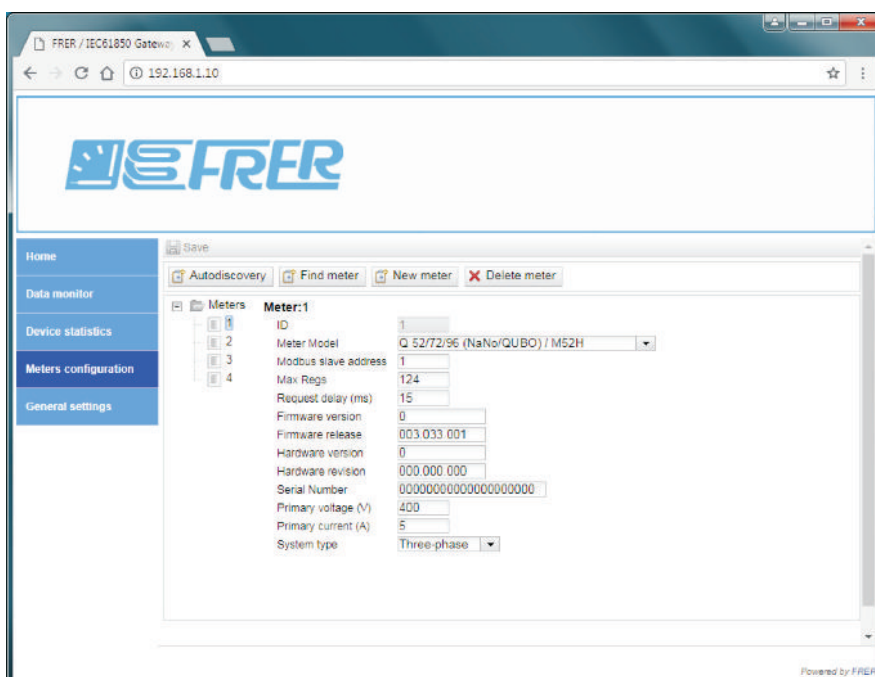 FRER / IEC61850 Gateway
192.168.1.10
FRER
Home
Data monitor
Device statistics
Meters configuration
General settings
Save
Autodiscovery Find meter New meter Delete meter
Meters
1
2
3
4
Meter:1
ID 1
Meter Model Q 52/72/96 (NaNo/QUBO) / M52H
Modbus slave address 1
Max Regs 124
Request delay (ms) 15
Firmware version 0
Firmware release 003.033.001
Hardware version 0
Hardware revision 000.000.000
Serial Number 00000000000000000000
Primary voltage (V) 400
Primary current (A) 5
System type Three-phase
Powered by FRER